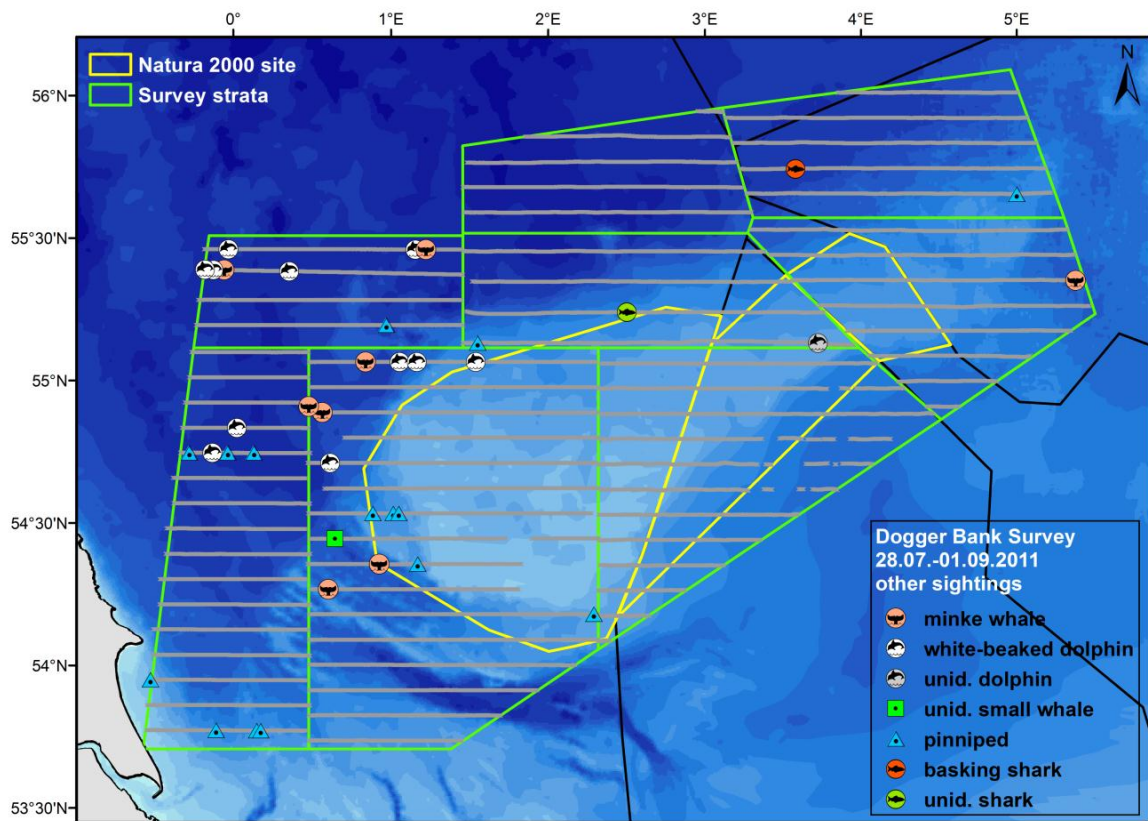 0° 1°E 2°E 3°E 4°E 5°E
Natura 2000 site
Survey strata
N
56°N
55°30'N
55°N
54°30'N
54°N
53°30'N
Dogger Bank Survey
28.07.-01.09.2011
other sightings
minke whale
white-beaked dolphin
unid. dolphin
unid. small whale
pinniped
basking shark
unid. shark